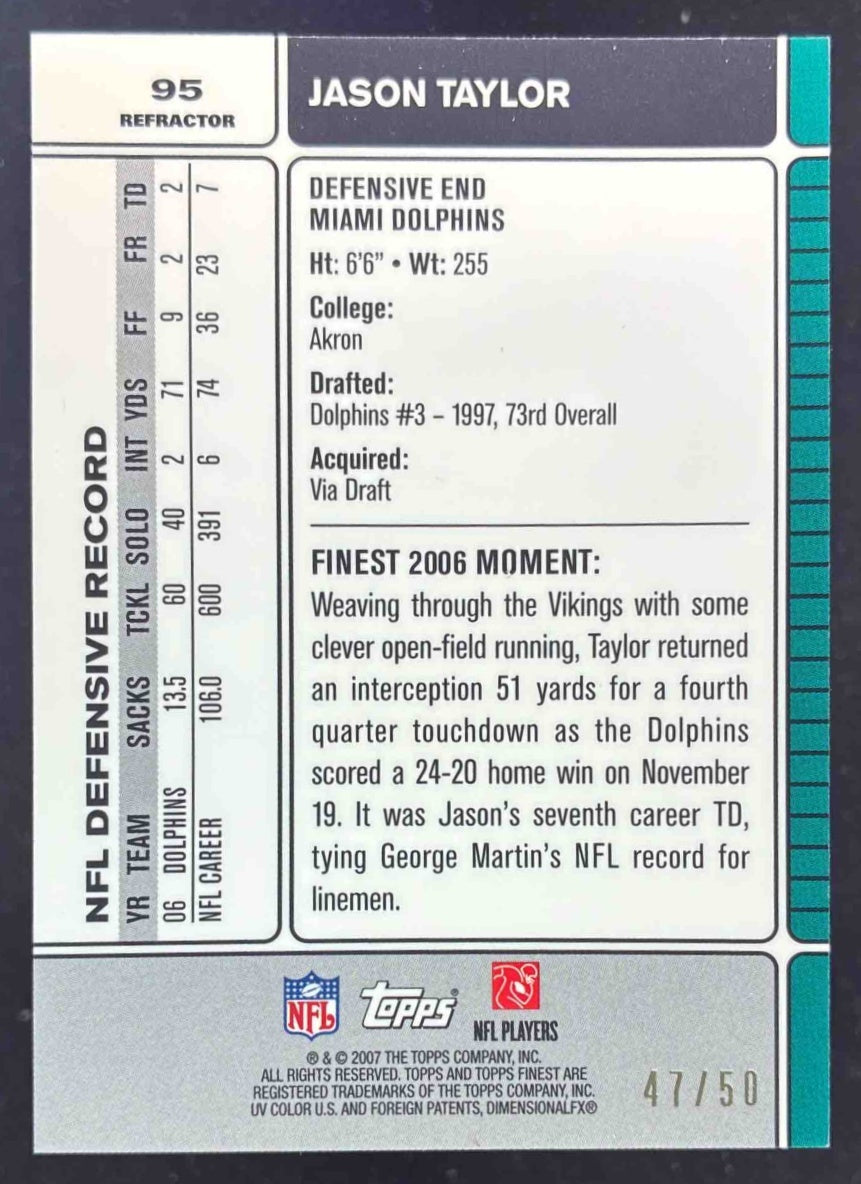 95
REFRACTOR
JASON TAYLOR
NFL DEFENSIVE RECORD
YR TEAM SACKS TCKL SOLO INT YDS FF FR TD
06 DOLPHINS 13.5 60 40 2 71 9 2 2
NFL CAREER 106.0 600 391 6 74 36 23 7
DEFENSIVE END
MIAMI DOLPHINS
Ht: 6'6" • Wt: 255
College:
Akron
Drafted:
Dolphins #3 – 1997, 73rd Overall
Acquired:
Via Draft
FINEST 2006 MOMENT:
Weaving through the Vikings with some
clever open-field running, Taylor returned
an interception 51 yards for a fourth
quarter touchdown as the Dolphins
scored a 24-20 home win on November
19. It was Jason's seventh career TD,
tying George Martin's NFL record for
linemen.
NFL
Topps®
NFL PLAYERS
® & © 2007 THE TOPPS COMPANY, INC.
ALL RIGHTS RESERVED. TOPPS AND TOPPS FINEST ARE
REGISTERED TRADEMARKS OF THE TOPPS COMPANY, INC.
UV COLOR U.S. AND FOREIGN PATENTS, DIMENSIONALFX®
47/50